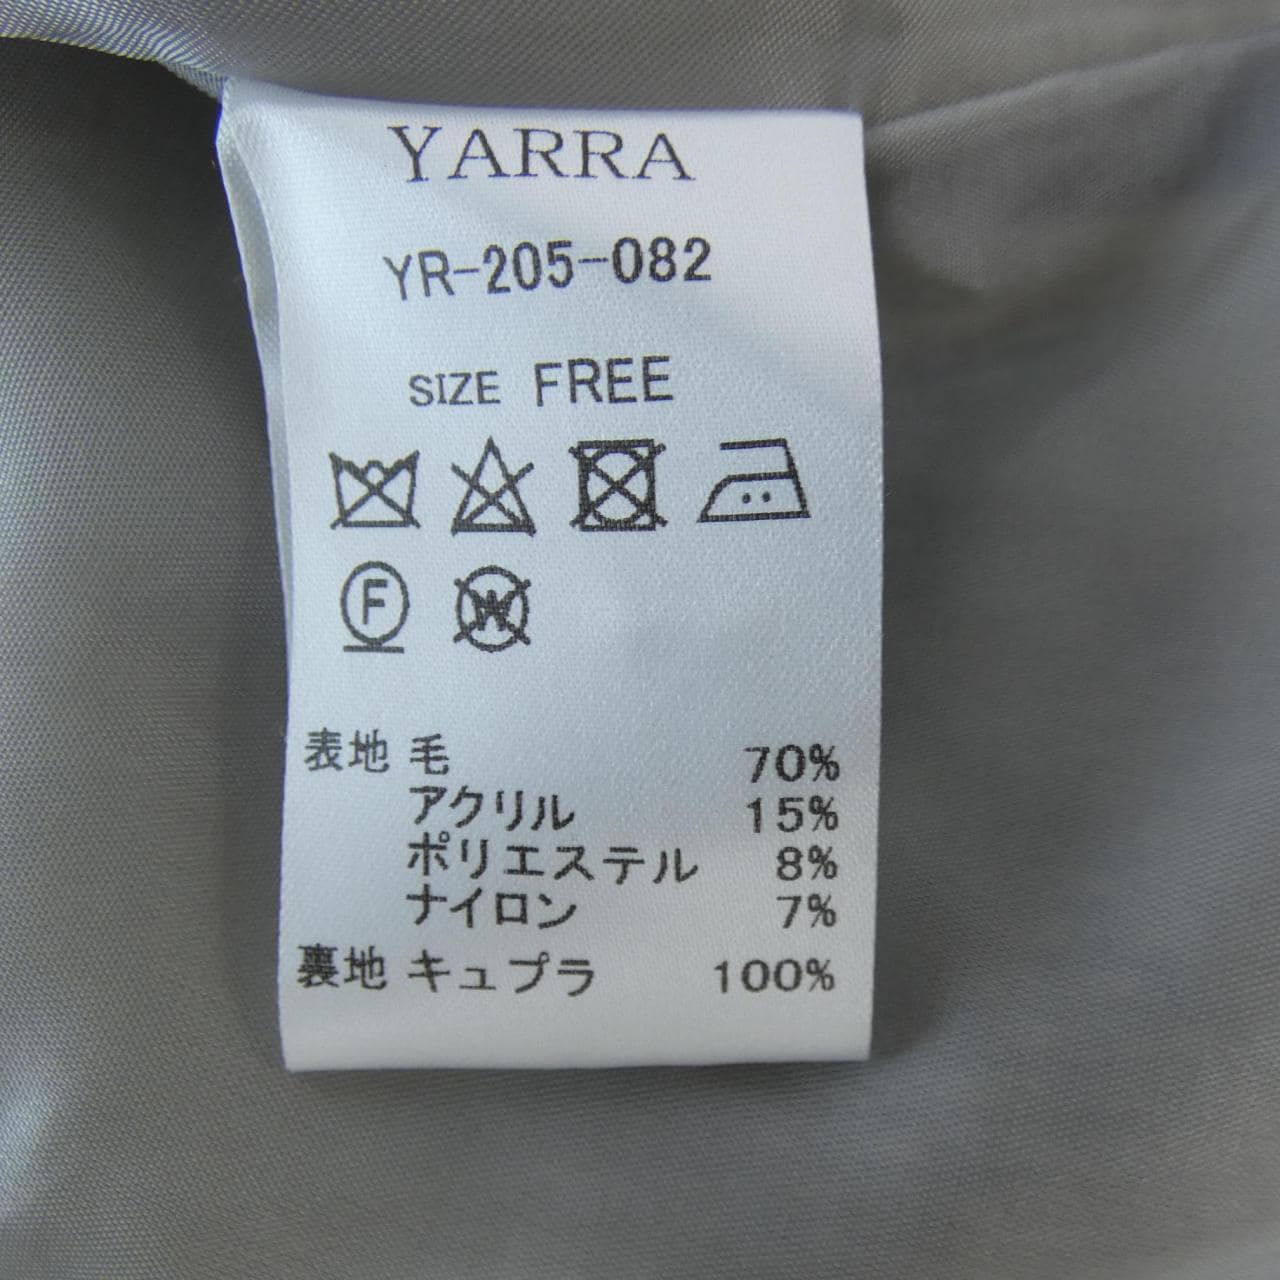 YARRA
YR-205-082
SIZE FREE
F
W
表地 毛 70%
アクリル 15%
ポリエステル 8%
ナイロン 7%
裏地 キュプラ 100%